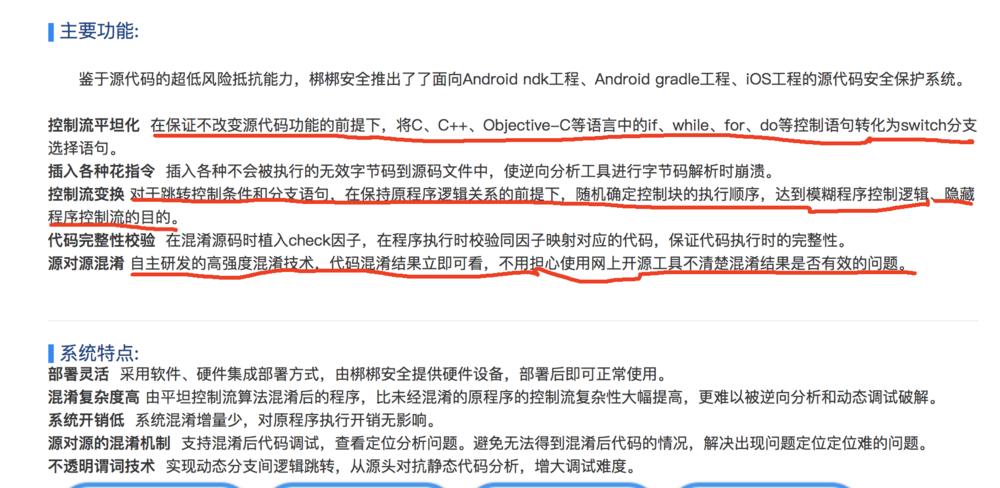 主要功能:
鉴于源代码的超低风险抵抗能力，梆梆安全推出了了面向Android ndk工程、Android gradle工程、iOS工程的源代码安全保护系统。
控制流平坦化 在保证不改变源代码功能的前提下，将C、C++、Objective-C等语言中的if、while、for、do等控制语句转化为switch分支
选择语句。
插入各种花指令 插入各种不会被执行的无效字节码到源码文件中，使逆向分析工具进行字节码解析时崩溃。
控制流变换 对于跳转控制条件和分支语句，在保持原程序逻辑关系的前提下，随机确定控制块的执行顺序，达到模糊程序控制逻辑、隐藏
程序控制流的目的。
代码完整性校验 在混淆源码时植入check因子，在程序执行时校验同因子映射对应的代码，保证代码执行时的完整性。
源对源混淆 自主研发的高强度混淆技术，代码混淆结果立即可看，不用担心使用网上开源工具不清楚混淆结果是否有效的问题。
系统特点:
部署灵活 采用软件、硬件集成部署方式，由梆梆安全提供硬件设备，部署后即可正常使用。
混淆复杂度高 由平坦控制流算法混淆后的程序，比未经混淆的原程序的控制流复杂性大幅提高，更难以被逆向分析和动态调试破解。
系统开销低 系统混淆增量少，对原程序执行开销无影响。
源对源的混淆机制 支持混淆后代码调试，查看定位分析问题。避免无法得到混淆后代码的情况，解决出现问题定位定位难的问题。
不透明谓词技术 实现动态分支间逻辑跳转，从源头对抗静态代码分析，增大调试难度。